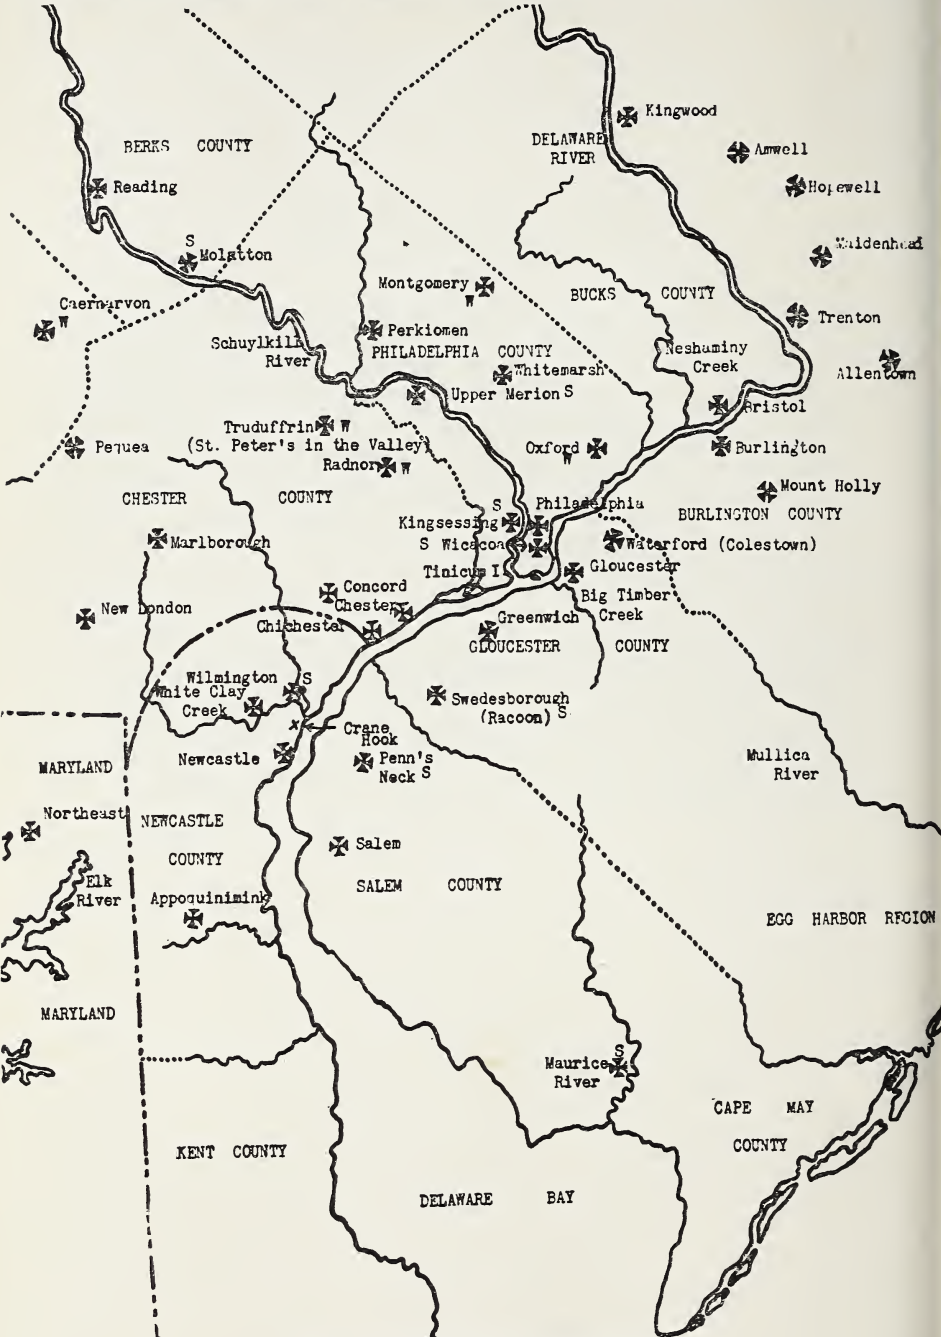 Kingwood
DELAWARE
RIVER
BERKS COUNTY
Amwell
Reading
Hopewell
S
Molatton
Maidenhead
Montgomery
W
BUCKS COUNTY
Caernarvon
W
Trenton
Perkiomen
Schuylkill
River
PHILADELPHIA COUNTY
Neshaminy
Creek
Whitemarsh
Allentown
Upper Merion S
Bristol
Truduffrin W
(St. Peter's in the Valley)
Pequea
Radnor W
Oxford
W
Burlington
Mount Holly
CHESTER COUNTY
S
Philadelphia
BURLINGTON COUNTY
Kingsessing
Marlborough
S Wicacoa
Waterford (Colestown)
Tinicum I.
Gloucester
Concord
Chester
Big Timber
Creek
New London
Greenwich
Chichester
GLOUCESTER COUNTY
Wilmington S
White Clay
Creek
Swedesborough
(Racoon) S
x
Crane
Hook
Newcastle
Penn's
Neck S
Mullica
River
MARYLAND
Northeast
NEWCASTLE
COUNTY
Salem
Elk
River
SALEM COUNTY
Appoquinimink
EGG HARBOR REGION
MARYLAND
S
Maurice
River
CAPE MAY
COUNTY
KENT COUNTY
DELAWARE BAY